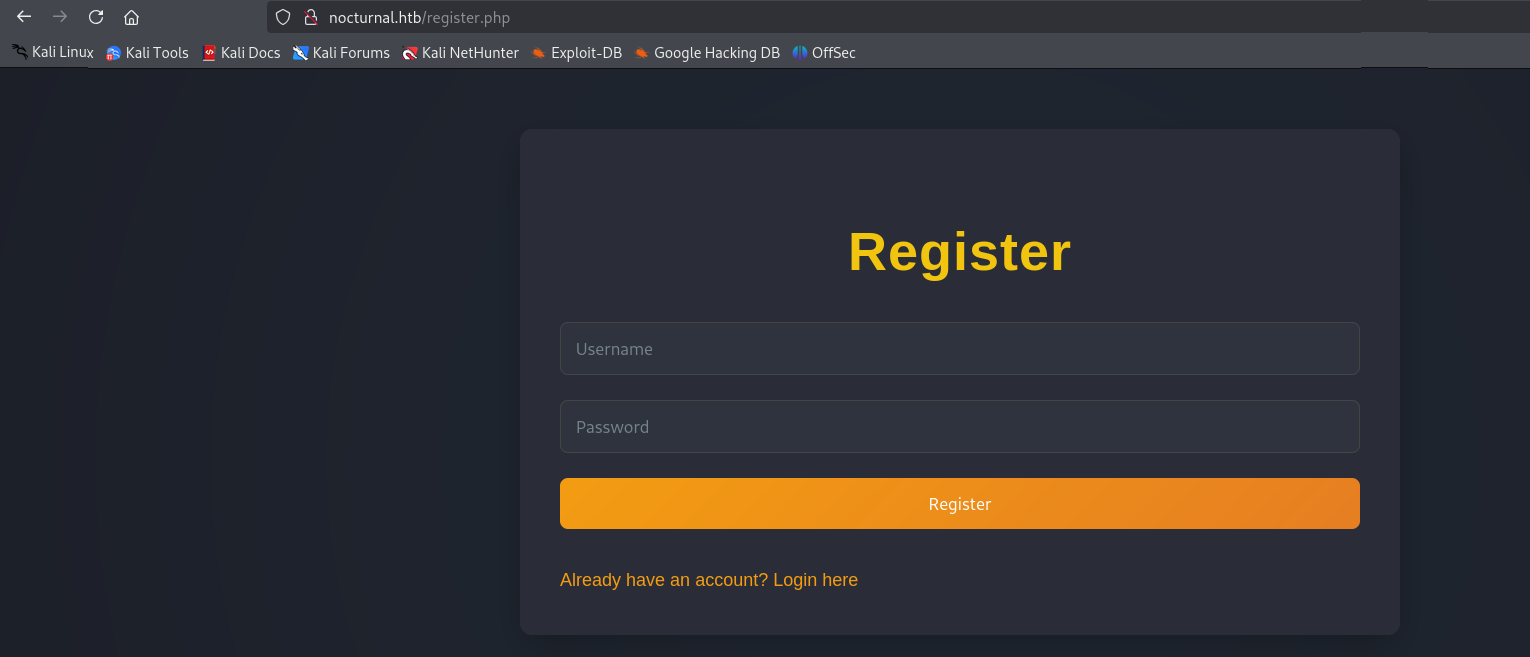 nocturnal.htb/register.php
Kali Linux Kali Tools Kali Docs Kali Forums Kali NetHunter Exploit-DB Google Hacking DB OffSec
Register
Username
Password
Register
Already have an account? Login here